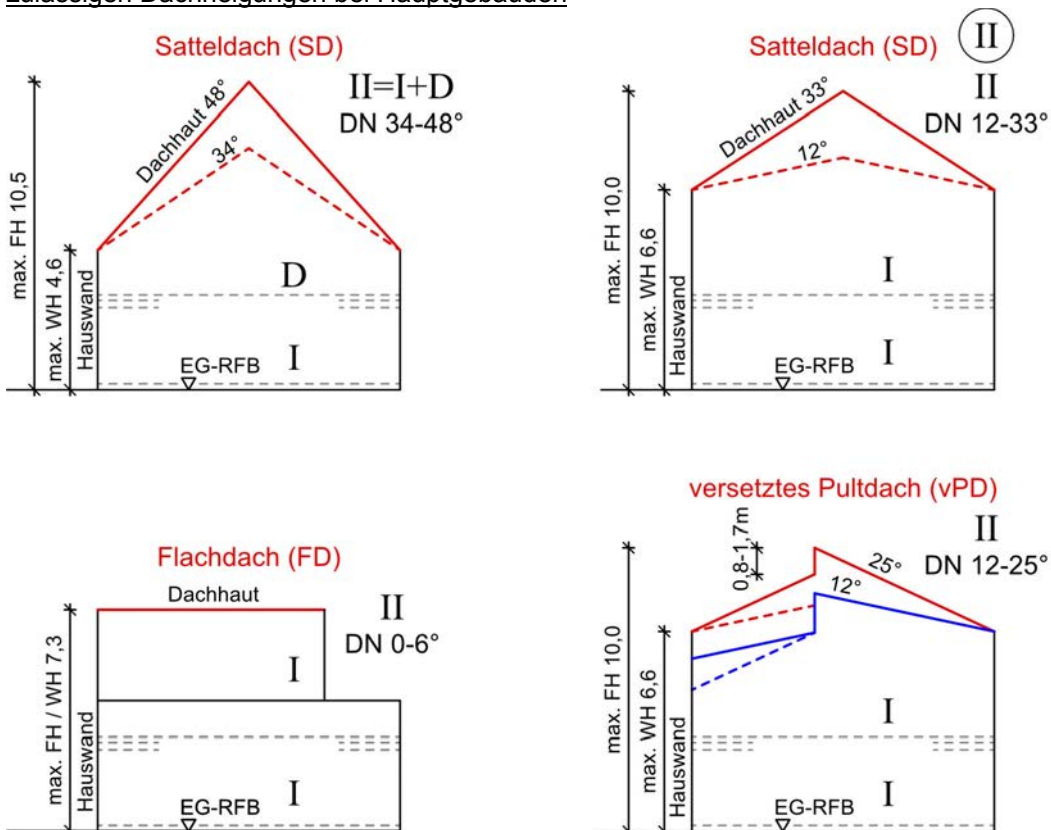 zulässigen Dachneigungen bei Hauptgebäuden
Satteldach (SD)
II=I+D
DN 34-48°
Dachhaut 48°
34°
max. FH 10,5
max. WH 4,6
Hauswand
D
EG-RFB
I
Satteldach (SD)
II
II
DN 12-33°
Dachhaut 33°
12°
max. FH 10,0
max. WH 6,6
Hauswand
I
EG-RFB
I
Flachdach (FD)
Dachhaut
II
DN 0-6°
max. FH / WH 7,3
Hauswand
I
EG-RFB
I
versetztes Pultdach (vPD)
II
DN 12-25°
0,8-1,7m
25°
12°
max. FH 10,0
max. WH 6,6
Hauswand
I
EG-RFB
I